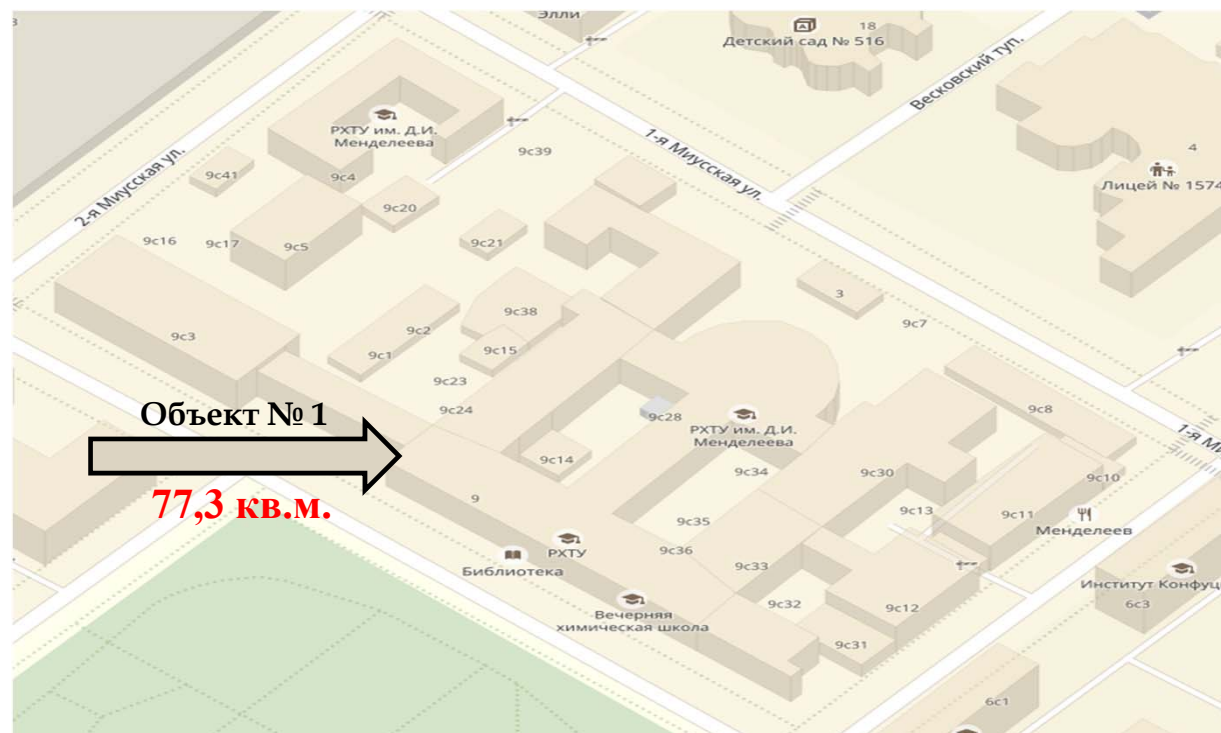 3
Элли
18
Детский сад № 516
Весковский туп.
РХТУ им. Д.И.
Менделеева
9с39
1-я Миусская ул.
4
Лицей № 1574
2-я Миусская ул.
9с41
9с4
9с20
9с16
9с17
9с5
9с21
3
9с38
9с7
9с3
9с2
9с1
9с15
9с23
9с24
9с28
РХТУ им. Д.И.
Менделеева
9с8
1-я Ми
Объект № 1
77,3 кв.м.
9с14
9с34
9с30
9с10
9
9с35
9с13
9с11
Менделеев
РХТУ
Библиотека
9с36
9с33
Институт Конфуц
6с3
Вечерняя
химическая школа
9с32
9с12
9с31
6с1